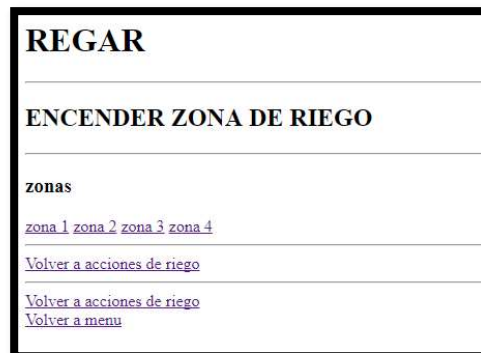 REGAR
ENCENDER ZONA DE RIEGO
zonas
zona 1 zona 2 zona 3 zona 4
Volver a acciones de riego
Volver a acciones de riego
Volver a menu